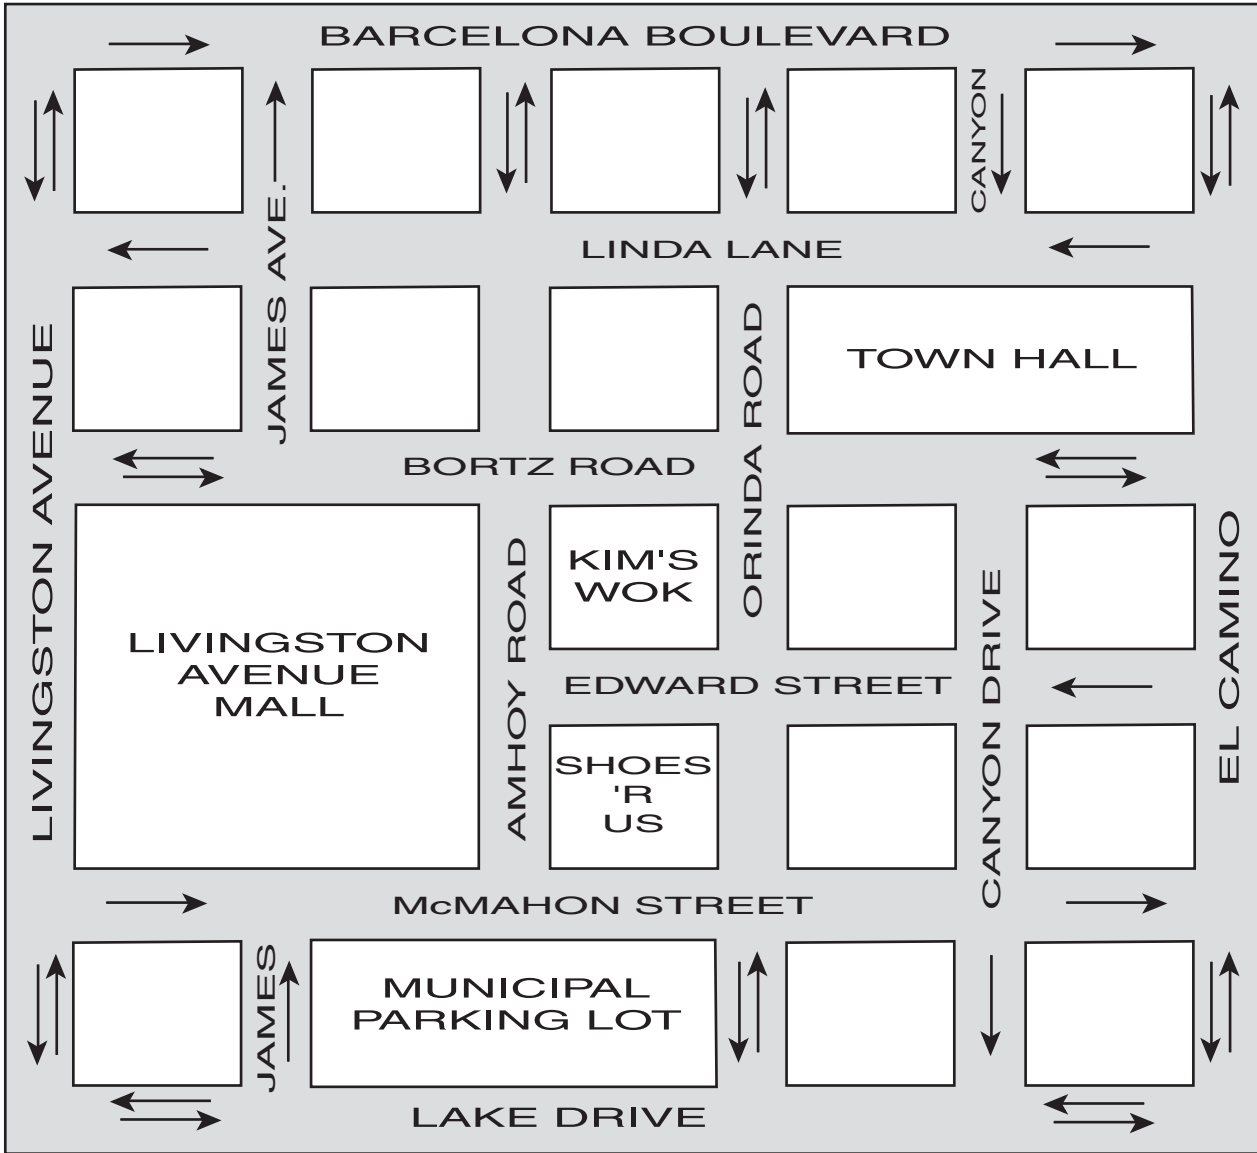 BARCELONA BOULEVARD
CANYON
JAMES AVE.
LINDA LANE
LIVINGSTON AVENUE
ORINDA ROAD
TOWN HALL
BORTZ ROAD
AMHOY ROAD
KIM'S
WOK
CANYON DRIVE
EL CAMINO
LIVINGSTON
AVENUE
MALL
EDWARD STREET
SHOES
'R
US
McMAHON STREET
JAMES
MUNICIPAL
PARKING LOT
LAKE DRIVE